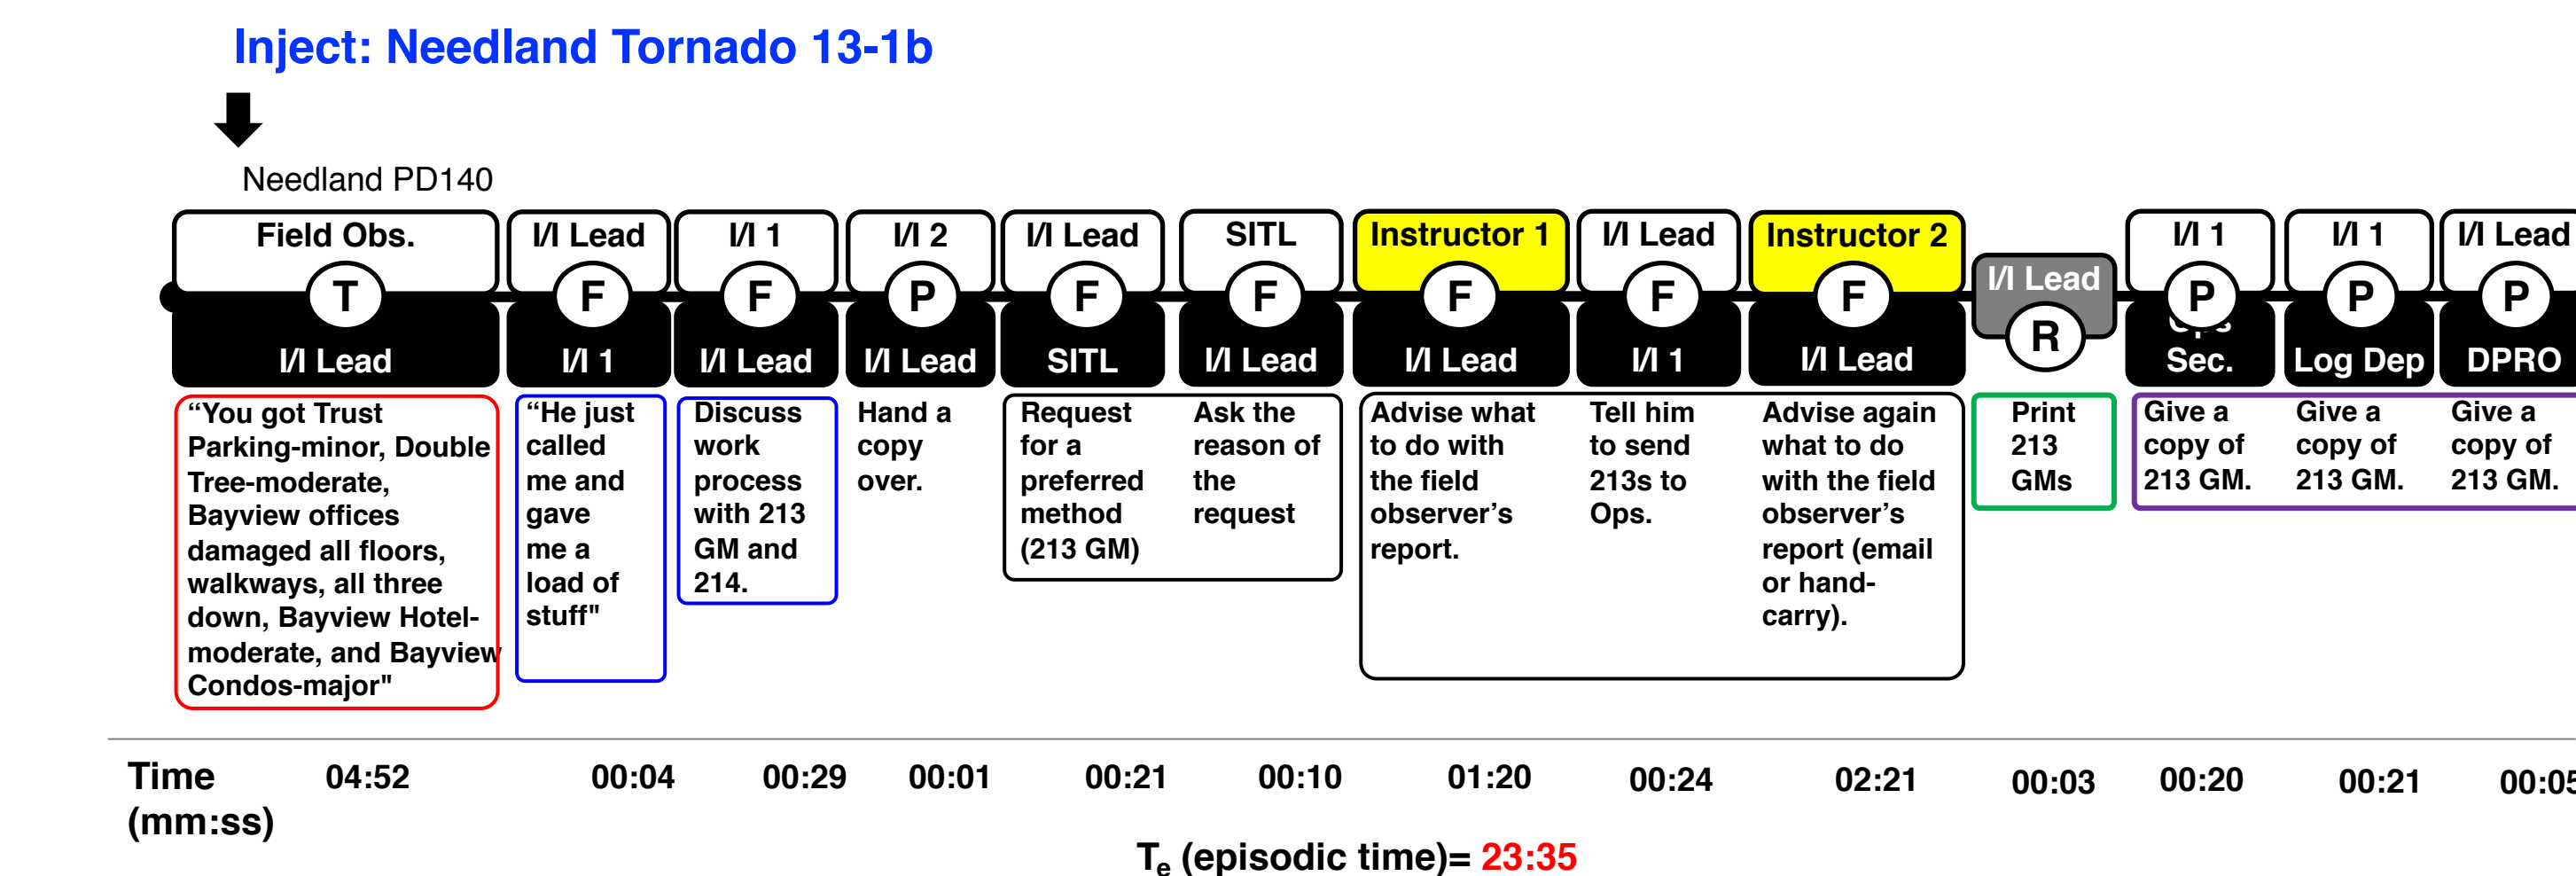 Inject: Needland Tornado 13-1b
Needland PD140
Field Obs.
T
I/I Lead
I/I Lead
F
I/I 1
I/I 1
F
I/I Lead
I/I 2
P
I/I Lead
I/I Lead
F
SITL
SITL
F
I/I Lead
Instructor 1
F
I/I Lead
I/I Lead
F
I/I 1
Instructor 2
F
I/I Lead
I/I Lead
R
I/I 1
P
Sec.
I/I 1
P
Log Dep
I/I Lead
P
DPRO
“You got Trust
Parking-minor, Double
Tree-moderate,
Bayview offices
damaged all floors,
walkways, all three
down, Bayview Hotel-
moderate, and Bayview
Condos-major"
“He just
called
me and
gave
me a
load of
stuff"
Discuss
work
process
with 213
GM and
214.
Hand a
copy
over.
Request
for a
preferred
method
(213 GM)
Ask the
reason of
the
request
Advise what
to do with
the field
observer’s
report.
Tell him
to send
213s to
Ops.
Advise again
what to do
with the field
observer’s
report (email
or hand-
carry).
Print
213
GMs
Give a
copy of
213 GM.
Give a
copy of
213 GM.
Give a
copy of
213 GM.
Time
(mm:ss)
04:52
00:04
00:29
00:01
00:21
00:10
01:20
00:24
02:21
00:03
00:20
00:21
00:05
Te (episodic time)= 23:35